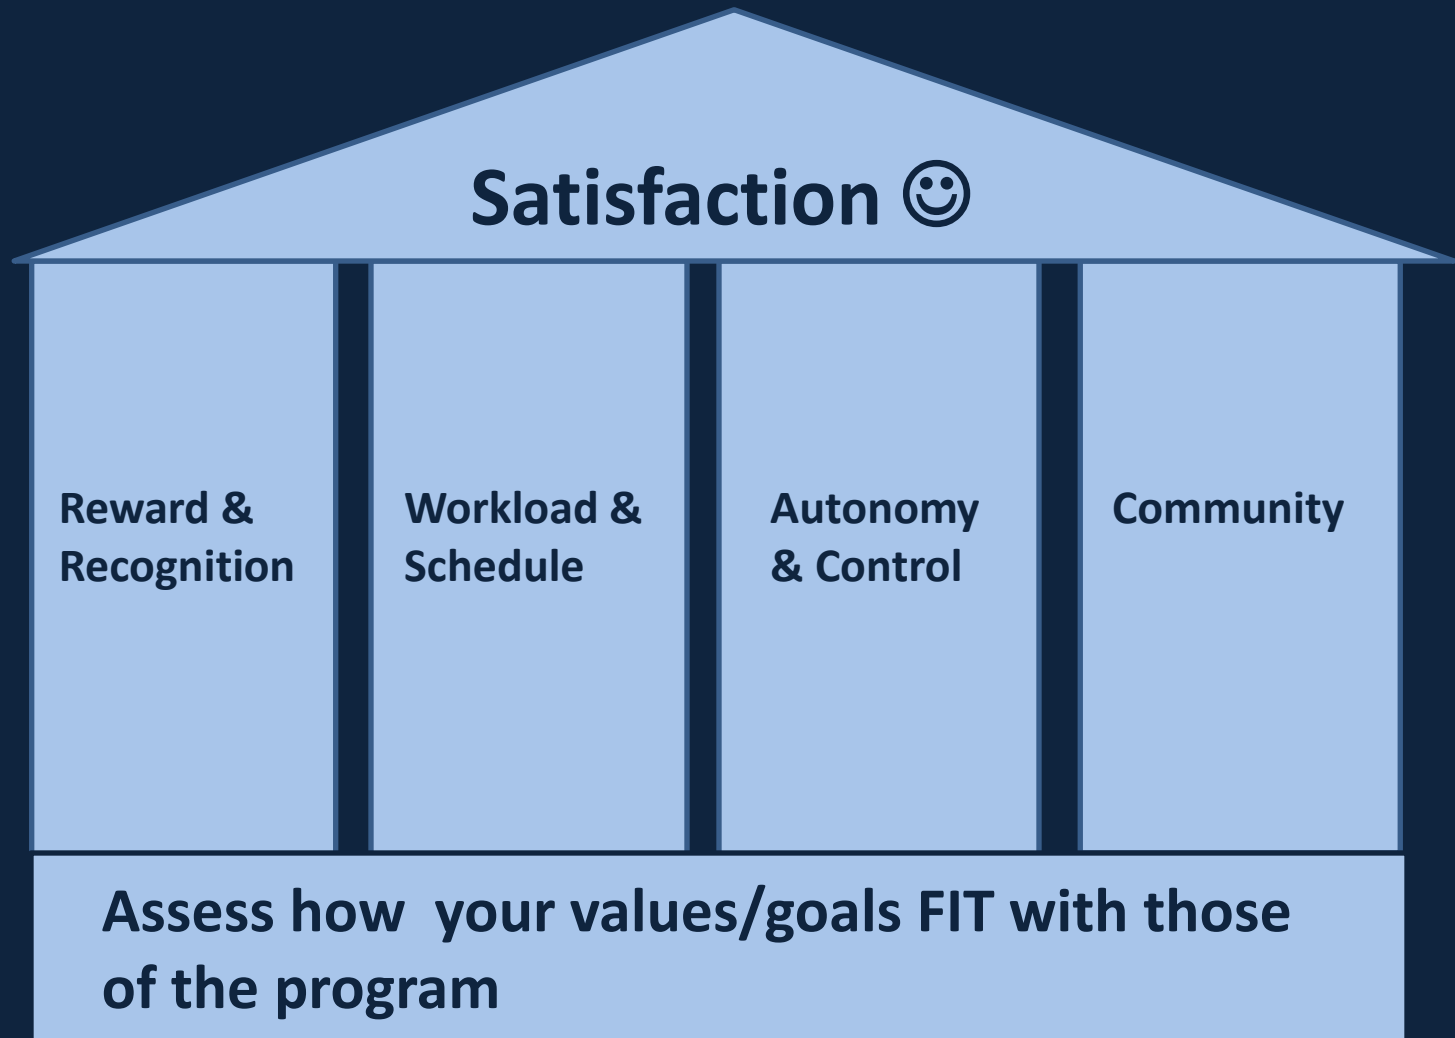 Satisfaction ☺
Reward &
Recognition
Workload &
Schedule
Autonomy
& Control
Community
Assess how  your values/goals FIT with those
of the program